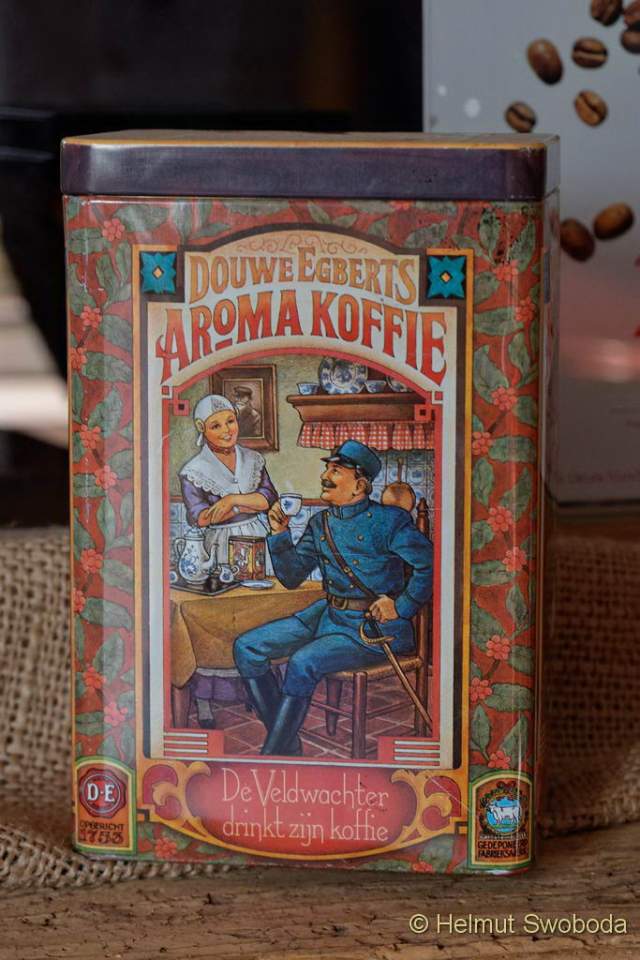 DOUWE EGBERTS
AROMA KOFFIE
De Veldwachter
drinkt zijn koffie
D·E
OPGERICHT
1753
GEDEPONEERD
FABRIEKSMERK
© Helmut Swoboda